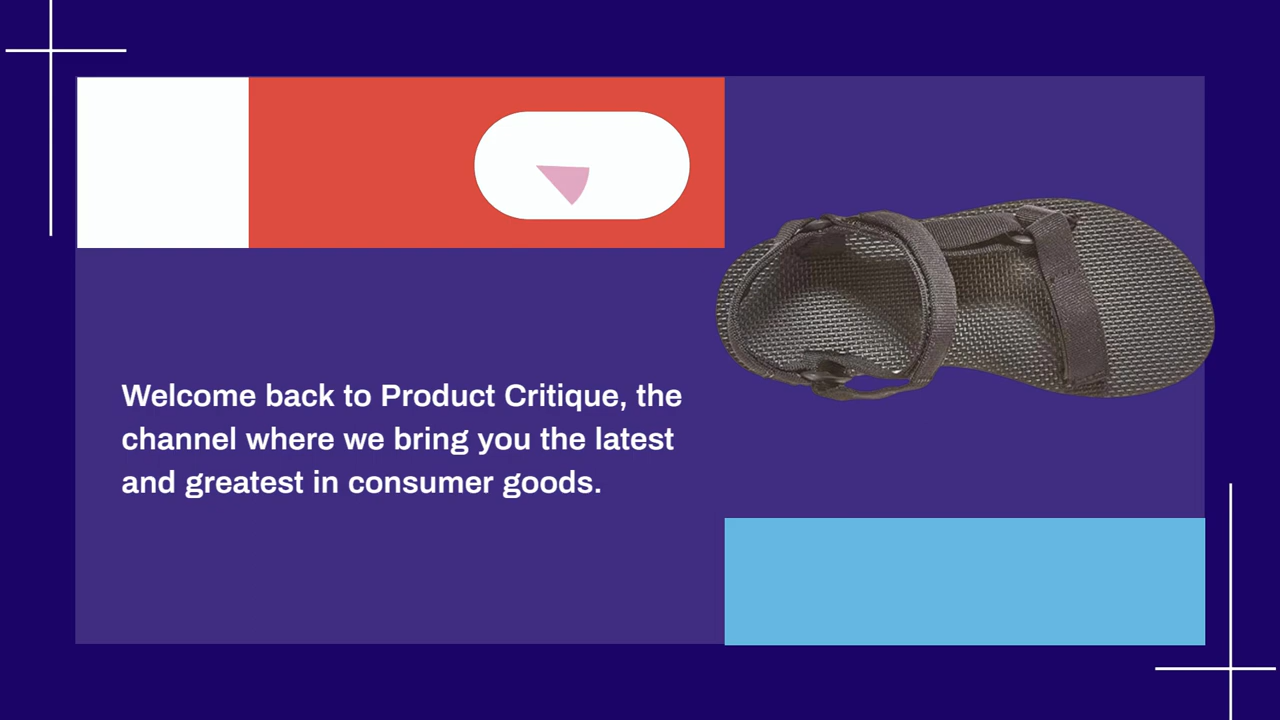 Welcome back to Product Critique, the
channel where we bring you the latest
and greatest in consumer goods.